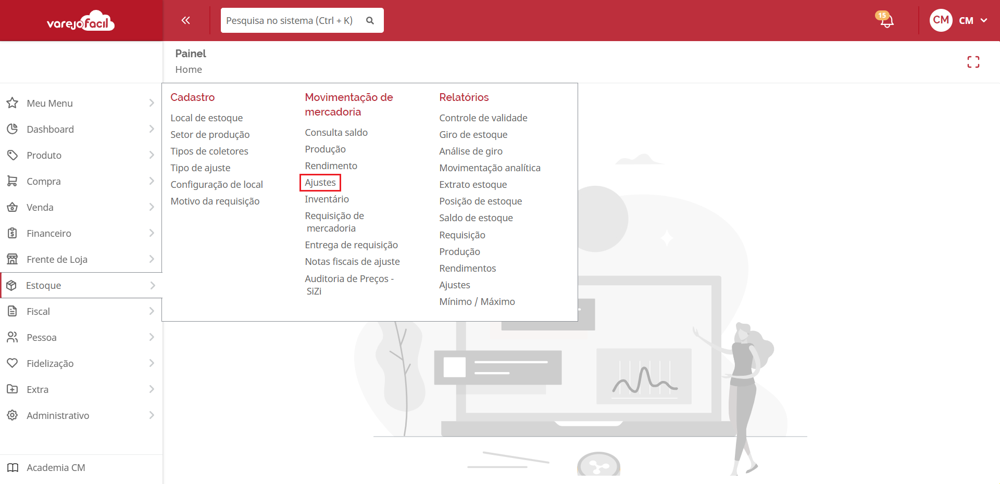 varejofacil
Pesquisa no sistema (Ctrl + K)
15
CM
CM
Painel
Home
Meu Menu
Dashboard
Produto
Compra
Venda
Financeiro
Frente de Loja
Estoque
Fiscal
Pessoa
Fidelização
Extra
Administrativo
Academia CM
Cadastro
Local de estoque
Setor de produção
Tipos de coletores
Tipo de ajuste
Configuração de local
Motivo da requisição
Movimentação de
mercadoria
Consulta saldo
Produção
Rendimento
Ajustes
Inventário
Requisição de
mercadoria
Entrega de requisição
Notas fiscais de ajuste
Auditoria de Preços -
SiZi
Relatórios
Controle de validade
Giro de estoque
Análise de giro
Movimentação analítica
Extrato estoque
Posição de estoque
Saldo de estoque
Requisição
Produção
Rendimentos
Ajustes
Mínimo / Máximo